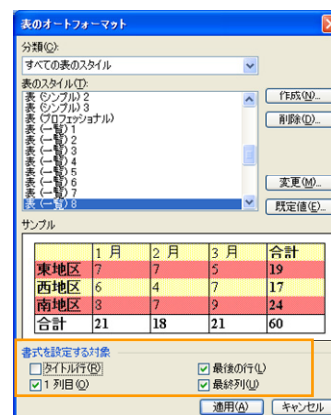 表のオートフォーマット
分類(C):
すべての表のスタイル
表のスタイル(T):
表 (シンプル) 2
表 (シンプル) 3
表 (プロフェッショナル)
表 (一覧) 1
表 (一覧) 2
表 (一覧) 3
表 (一覧) 4
表 (一覧) 5
表 (一覧) 6
表 (一覧) 7
表 (一覧) 8
作成(W)...
削除(D)...
変更(M)...
既定値(E)...
サンプル
1 月 2 月 3 月 合計
東地区 7 7 5 19
西地区 6 4 7 17
南地区 8 7 9 24
合計 21 18 21 60
書式を設定する対象
タイトル行(R) 最後の行(L)
1 列目(O) 最終列(U)
適用(A) キャンセル